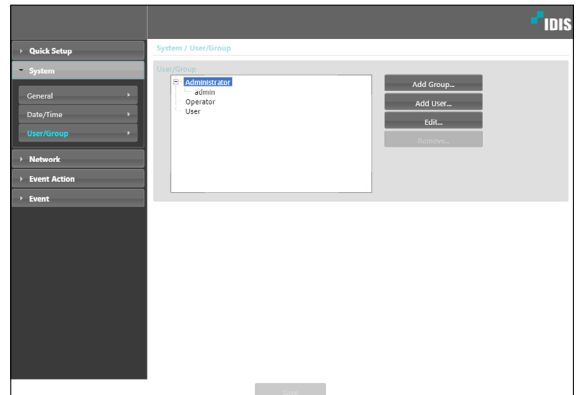 IDIS
Quick Setup
System / User/Group
System
User/Group
Administrator
Add Group...
admin
General
Operator
Add User...
Date/Time
User
Edit...
User/Group
Remove...
Network
Event Action
Event
Save